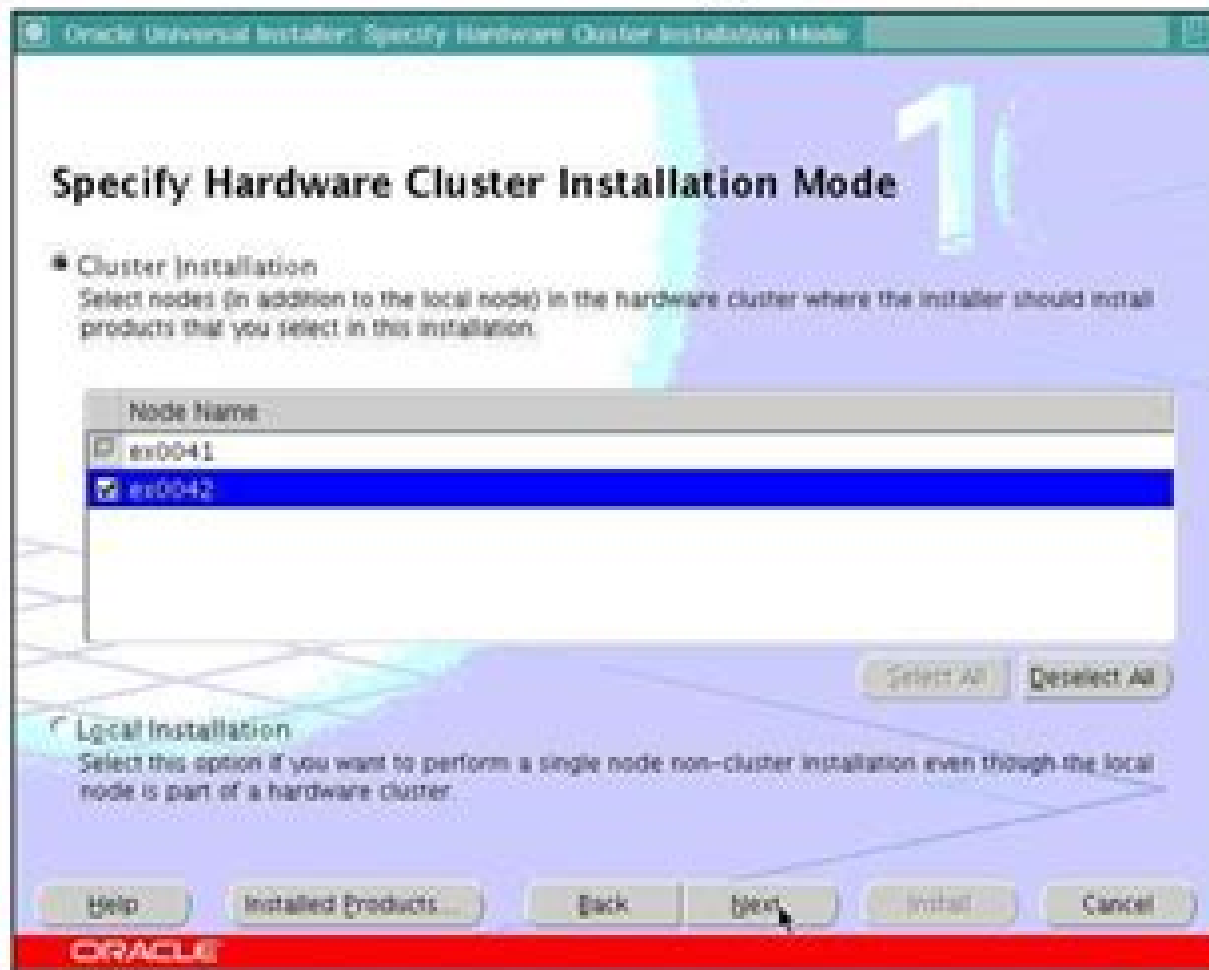 Oracle Universal Installer: Specify Hardware Cluster Installation Mode
1
Specify Hardware Cluster Installation Mode
Cluster Installation
Select nodes (in addition to the local node) in the hardware cluster where the installer should install
products that you select in this installation.
Node Name
ex0041
ex0042
Select All
Deselect All
Local Installation
Select this option if you want to perform a single node non-cluster installation even though the local
node is part of a hardware cluster.
Help
Installed Products...
Back
Next
Install
Cancel
ORACLE